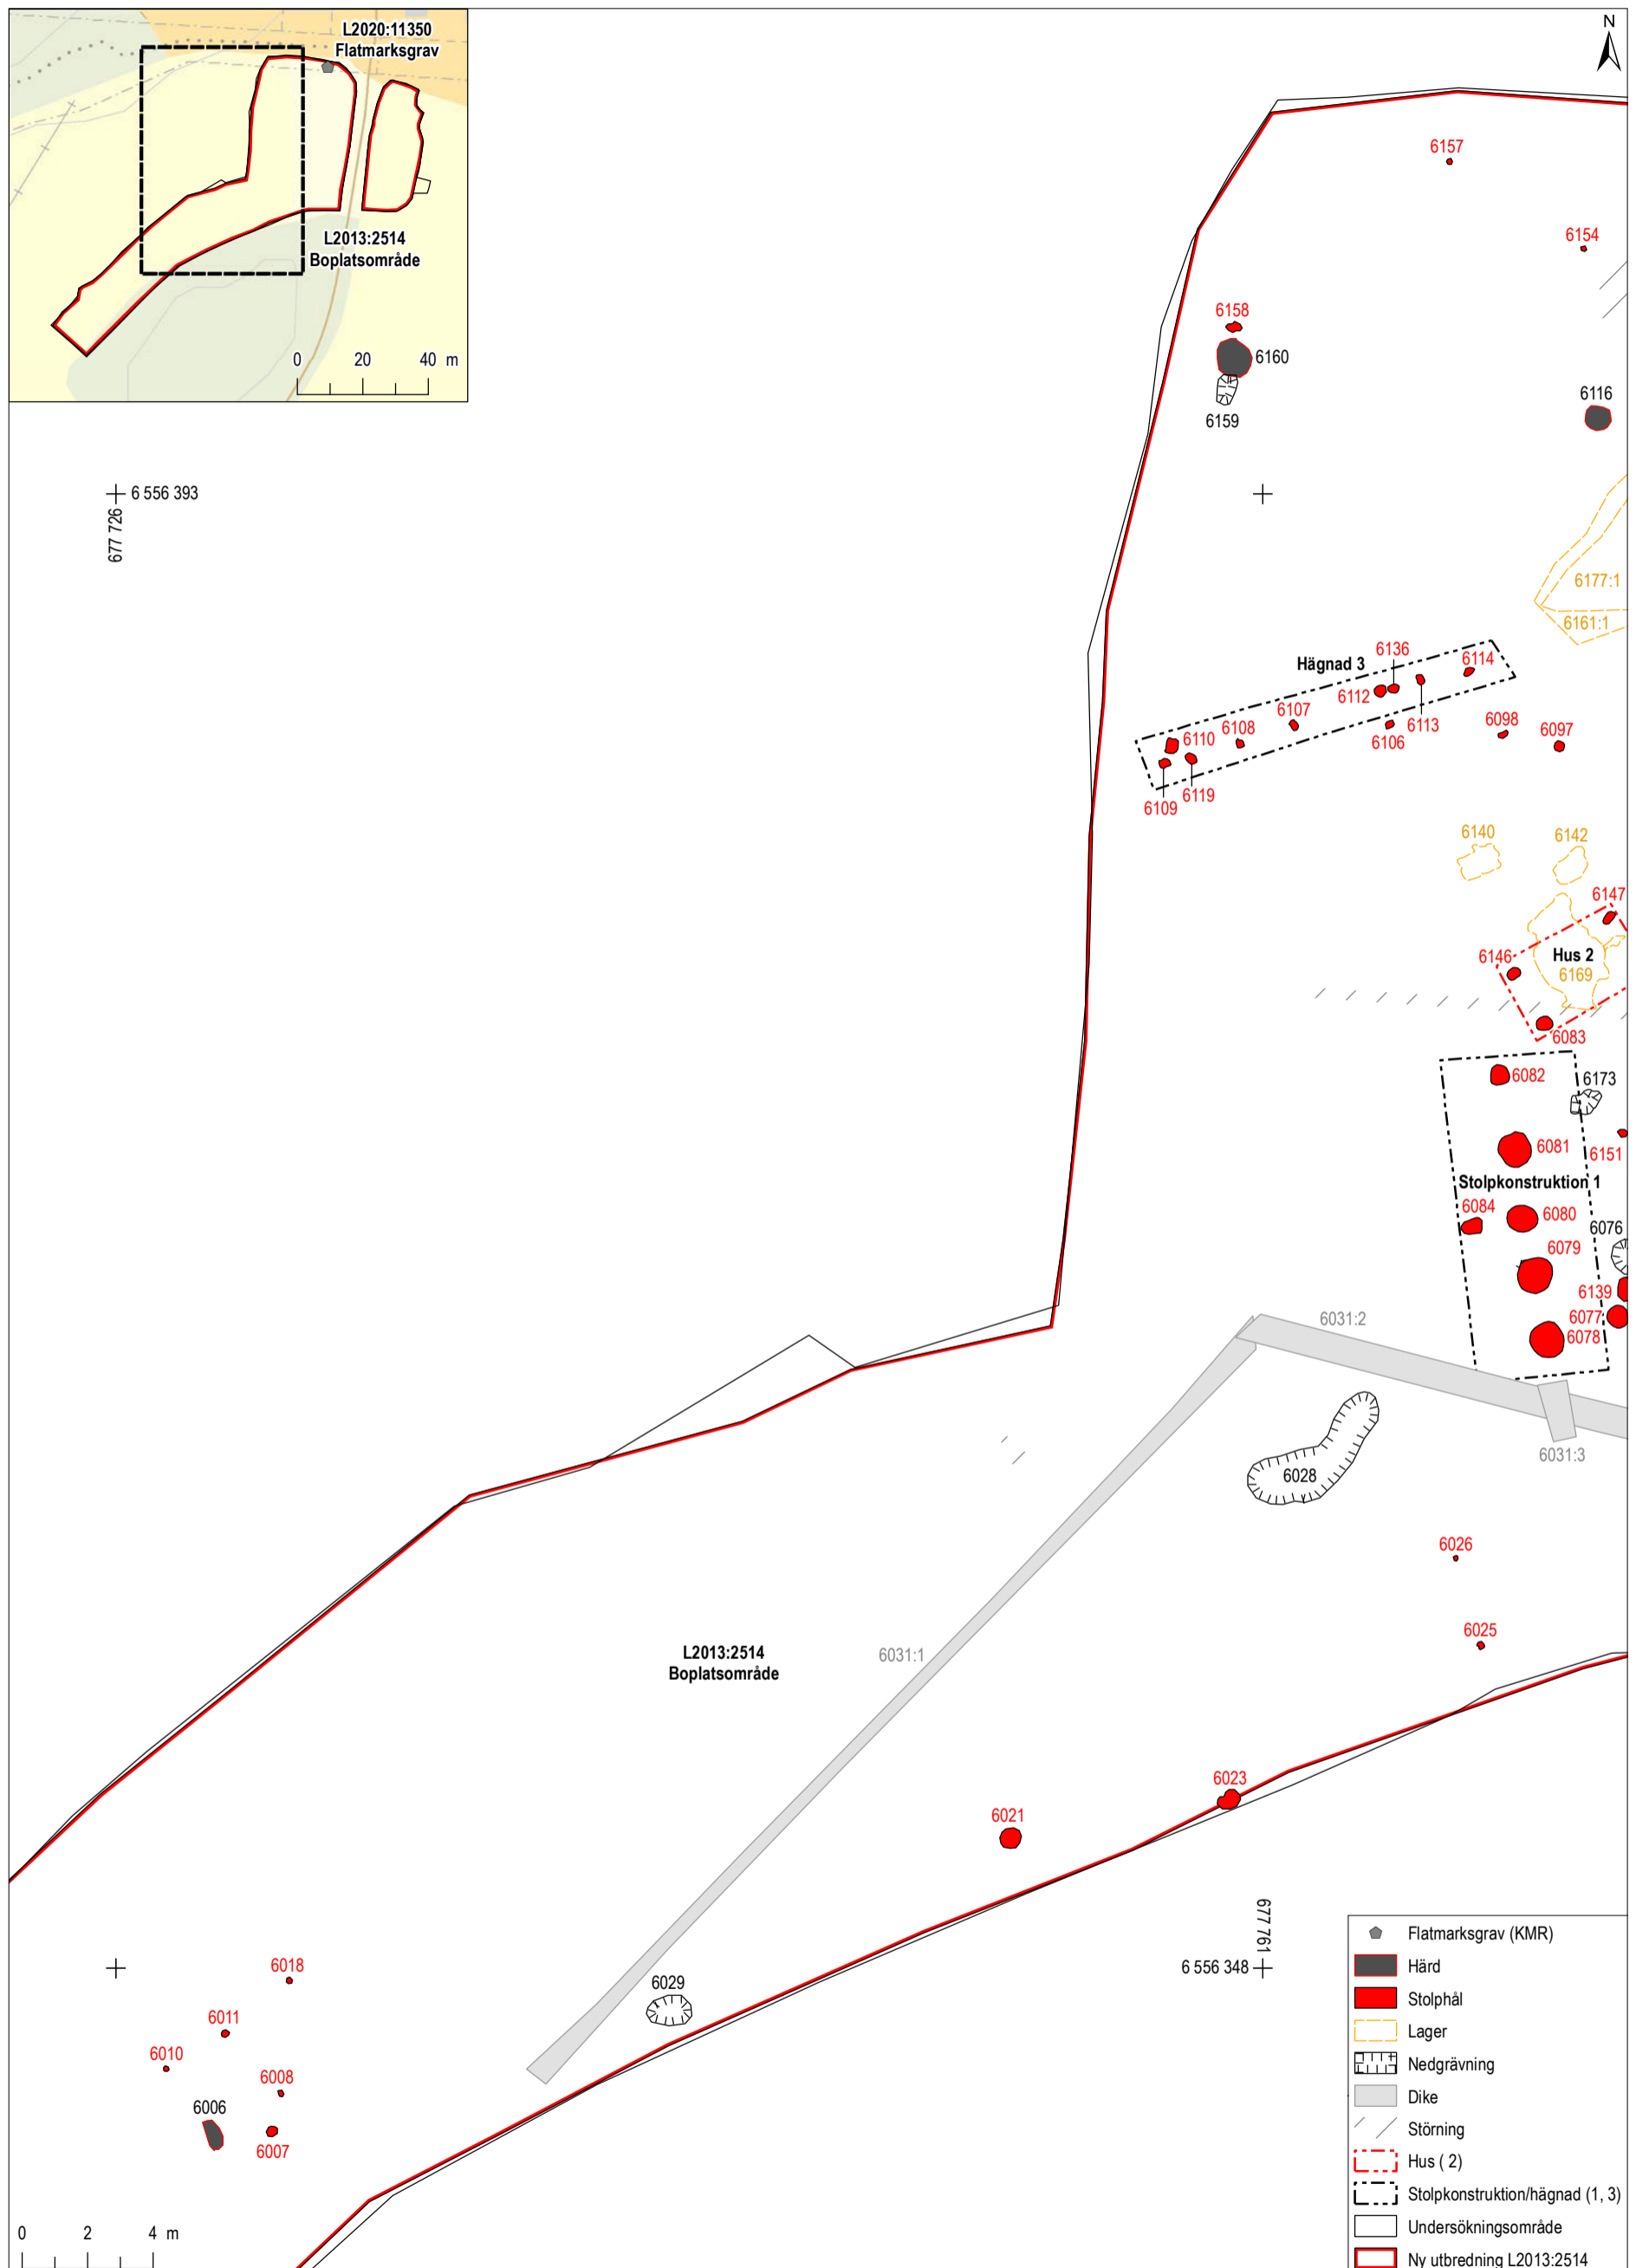 L2020:11350
Flatmarksgrav
L2013:2514
Boplatsområde
0 20 40 m
N
6157
6154
6158
6160
6159
6116
6 556 393
677 726
6177:1
6161:1
Hägnad 3
6136
6114
6112
6107
6108
6110
6113
6106
6098
6097
6109
6119
6140
6142
6147
6146
Hus 2
6169
6083
6082
6173
6081
6151
Stolpkonstruktion 1
6084
6080
6076
6079
6139
6077
6078
6031:2
6031:3
6028
6026
6025
6031:1
L2013:2514
Boplatsområde
6023
6021
677 761
6 556 348
6018
6029
6011
6010
6008
6006
6007
0 2 4 m
Flatmarksgrav (KMR)
Härd
Stolphål
Lager
Nedgrävning
Dike
Störning
Hus ( 2)
Stolpkonstruktion/hägnad (1, 3)
Undersökningsområde
Ny utbredning L2013:2514